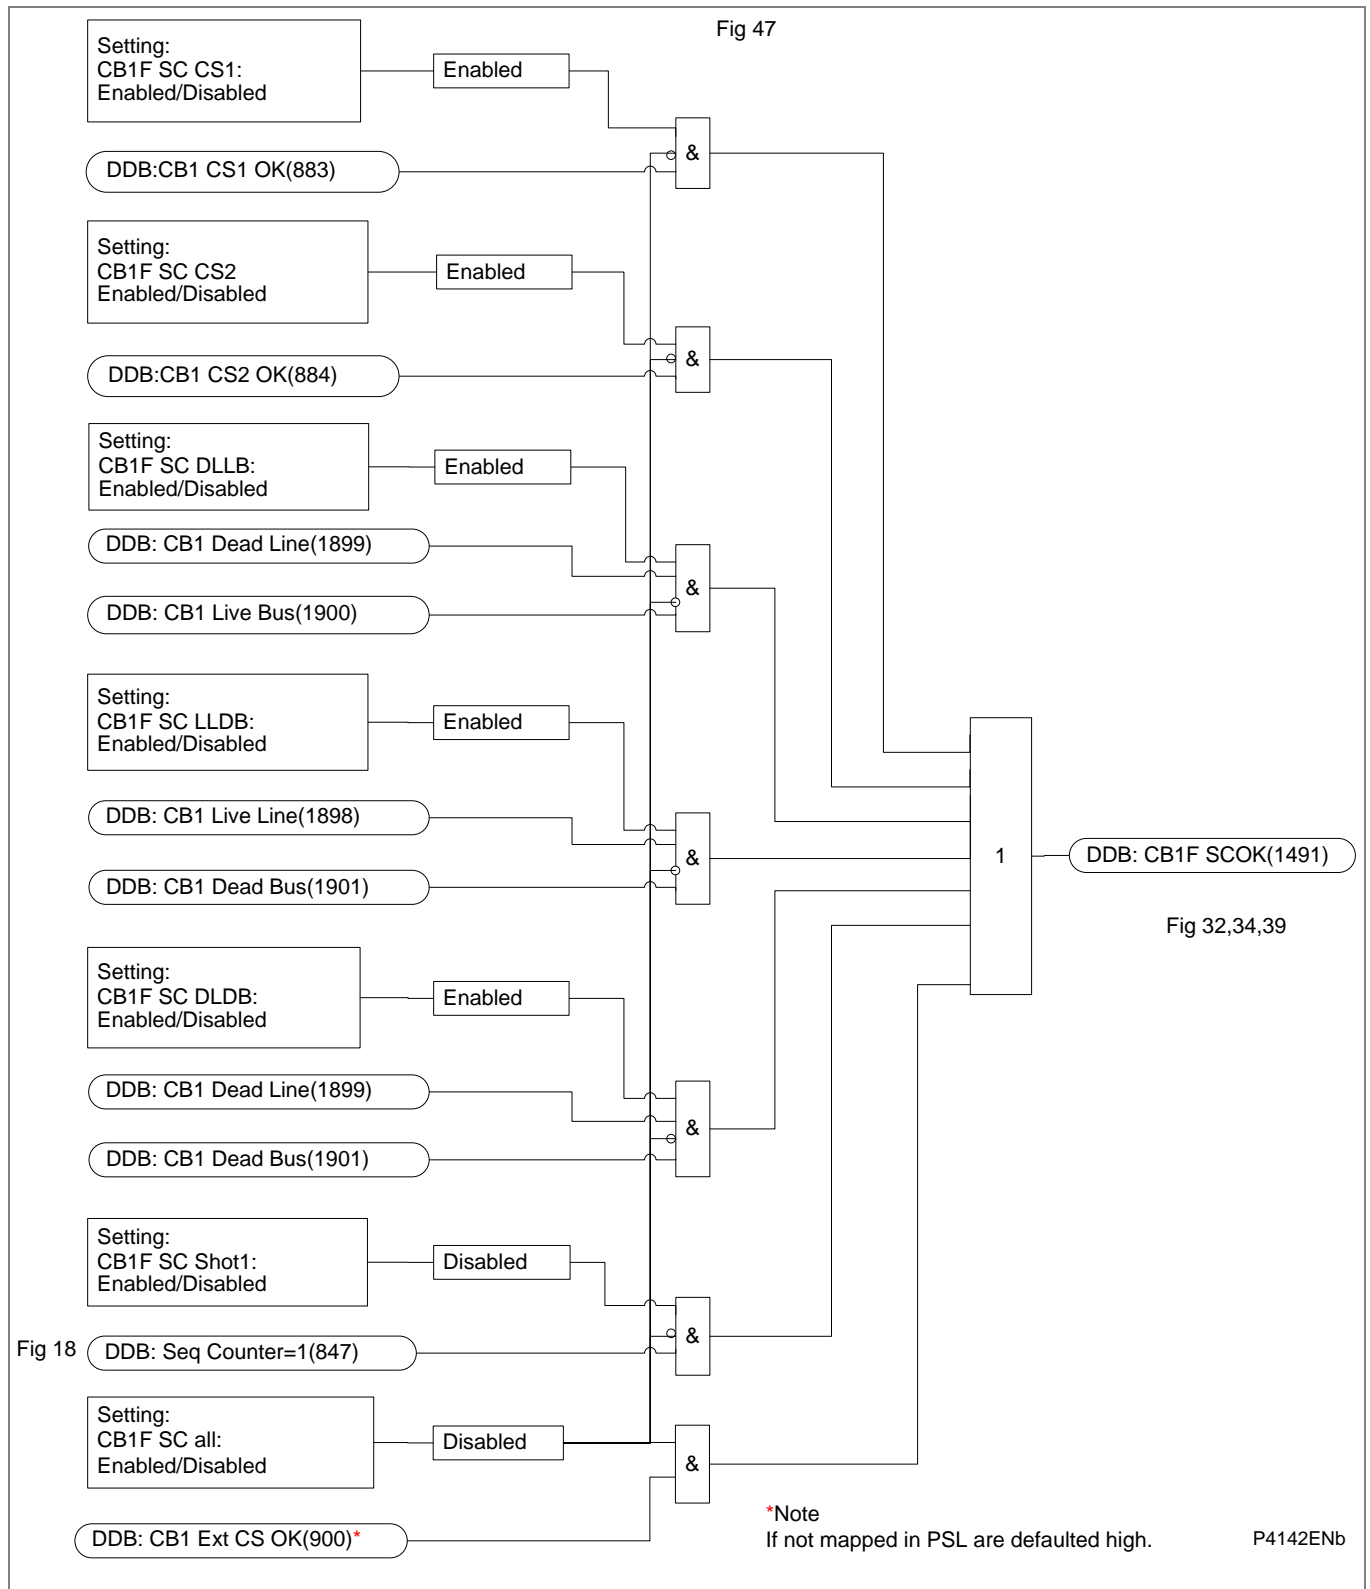 Fig 47
Setting:
CB1F SC CS1:
Enabled/Disabled
Enabled
&
DDB:CB1 CS1 OK(883)
Setting:
CB1F SC CS2
Enabled/Disabled
Enabled
&
DDB:CB1 CS2 OK(884)
Setting:
CB1F SC DLLB:
Enabled/Disabled
Enabled
DDB: CB1 Dead Line(1899)
&
DDB: CB1 Live Bus(1900)
Setting:
CB1F SC LLDB:
Enabled/Disabled
Enabled
DDB: CB1 Live Line(1898)
&
1
DDB: CB1F SCOK(1491)
DDB: CB1 Dead Bus(1901)
Fig 32,34,39
Setting:
CB1F SC DLDB:
Enabled/Disabled
Enabled
DDB: CB1 Dead Line(1899)
&
DDB: CB1 Dead Bus(1901)
Setting:
CB1F SC Shot1:
Enabled/Disabled
Disabled
&
Fig 18
DDB: Seq Counter=1(847)
Setting:
CB1F SC all:
Enabled/Disabled
Disabled
&
DDB: CB1 Ext CS OK(900)*
*Note
If not mapped in PSL are defaulted high.
P4142ENb